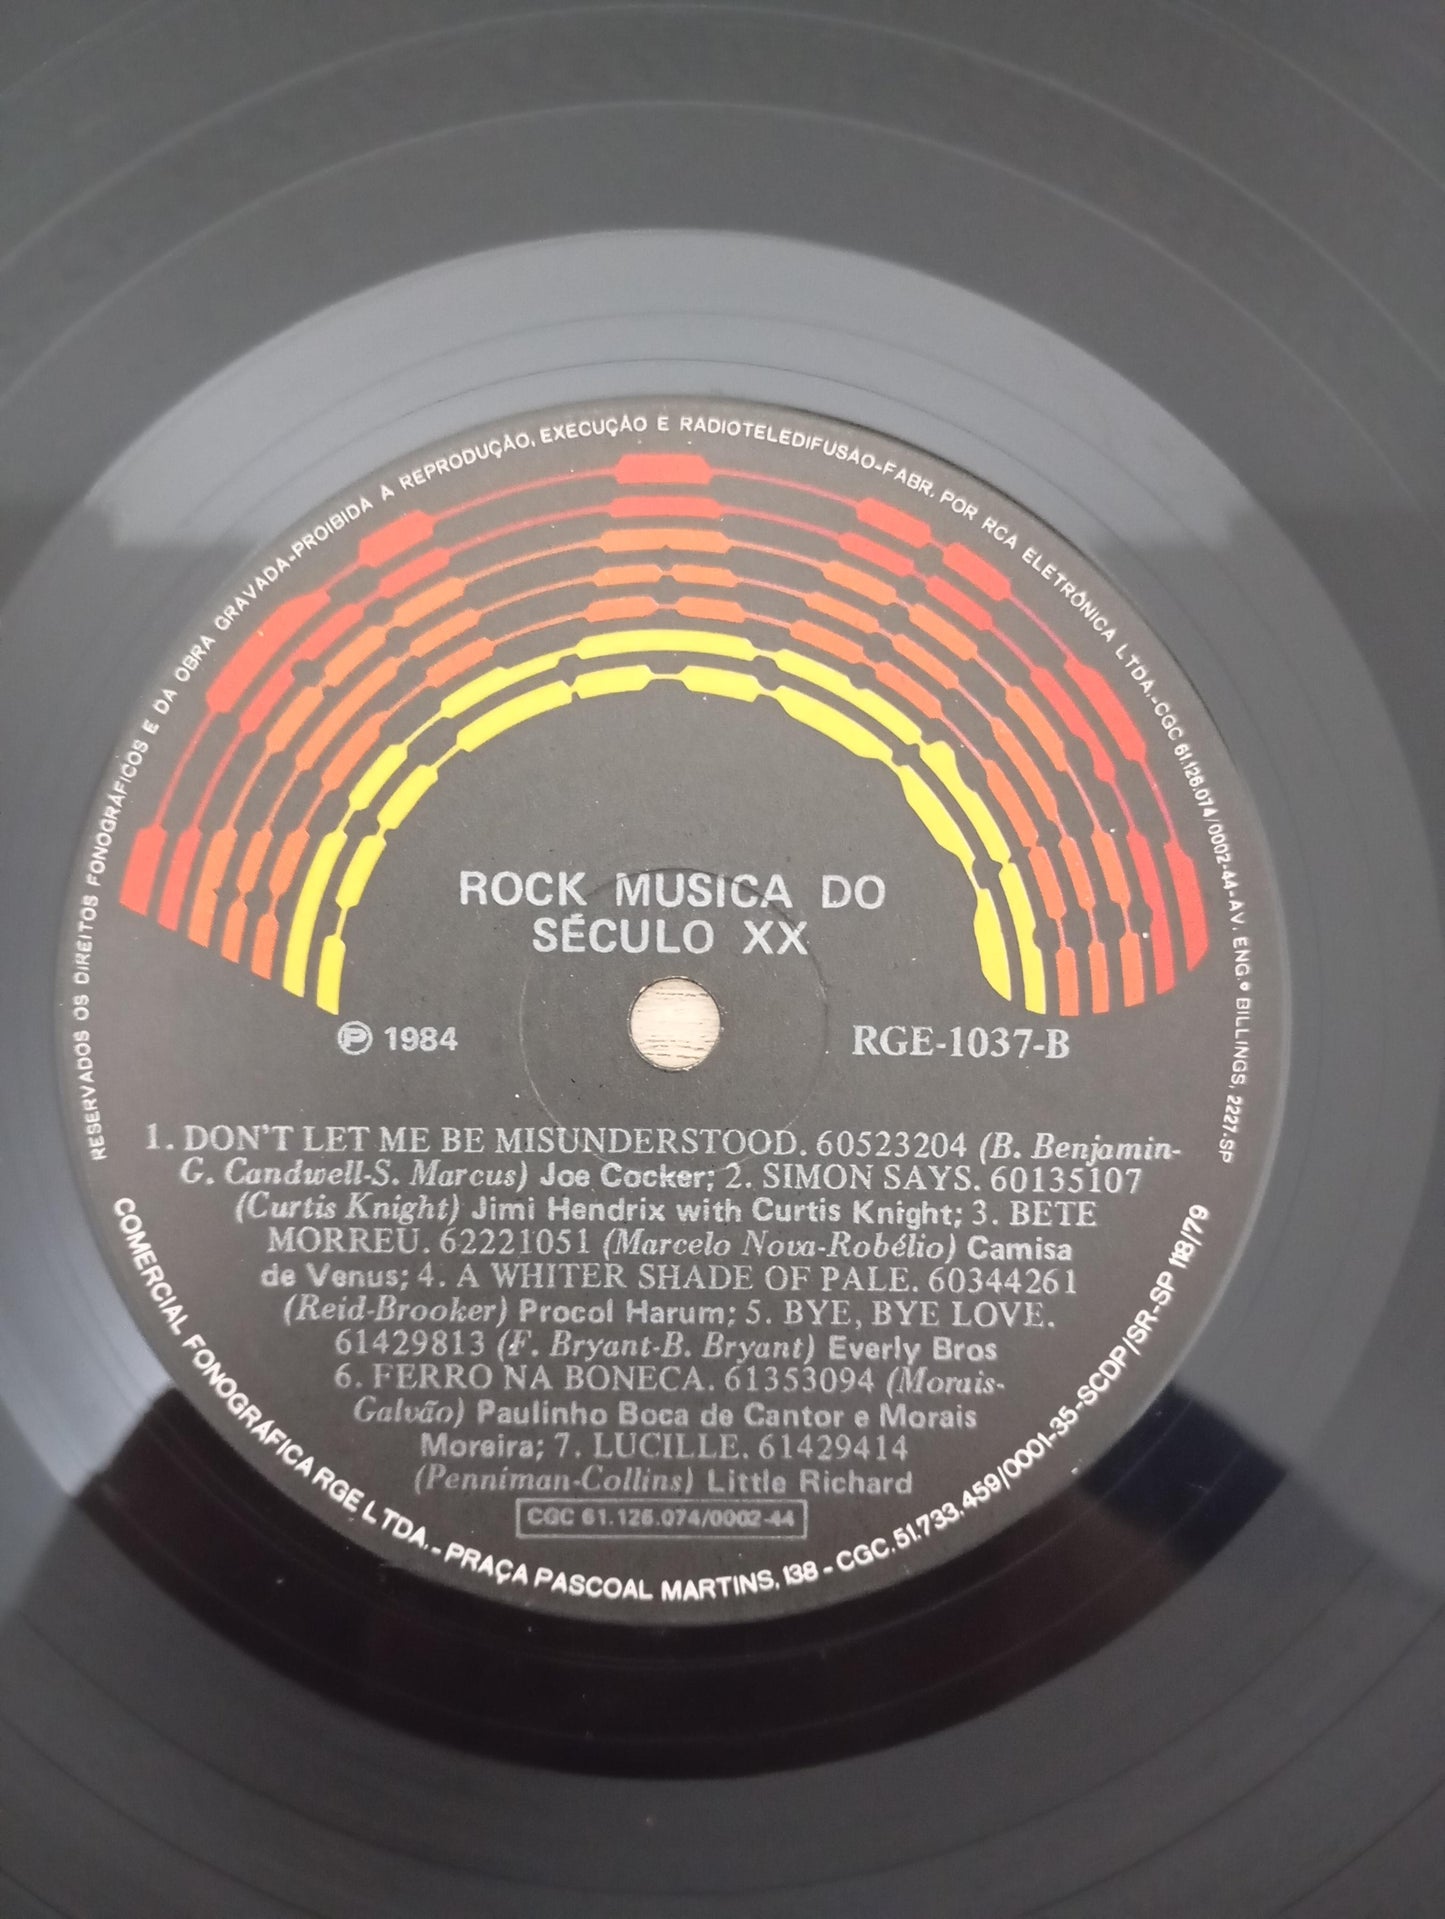 RESERVADOS OS DIREITOS FONOGRÁFICOS E DA OBRA GRAVADA-PROIBIDA A REPRODUÇÃO, EXECUÇÃO E RADIOTELEDIFUSAO-FABR. POR RCA ELETRÔNICA LTDA.-CGC 61.126.074/0002-44-AV. ENG.º BILLINGS, 2227-SP
ROCK MUSICA DO
SÉCULO XX
℗ 1984
RGE-1037-B
1. DON'T LET ME BE MISUNDERSTOOD. 60523204 (B. Benjamin-
G. Candwell-S. Marcus) Joe Cocker; 2. SIMON SAYS. 60135107
(Curtis Knight) Jimi Hendrix with Curtis Knight; 3. BETE
MORREU. 62221051 (Marcelo Nova-Robélio) Camisa
de Venus; 4. A WHITER SHADE OF PALE. 60344261
(Reid-Brooker) Procol Harum; 5. BYE, BYE LOVE.
61429813 (F. Bryant-B. Bryant) Everly Bros
6. FERRO NA BONECA. 61353094 (Morais-
Galvão) Paulinho Boca de Cantor e Morais
Moreira; 7. LUCILLE. 61429414
(Penniman-Collins) Little Richard
CGC 61.126.074/0002-44
COMERCIAL FONOGRÁFICA RGE LTDA. - PRAÇA PASCOAL MARTINS, 138 - CGC. 51.733.459/0001-35-SCDP/SR-SP 118/79